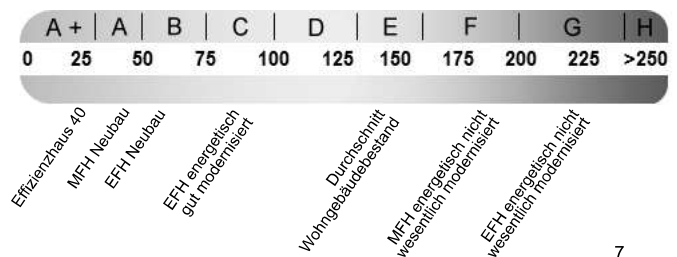 A+ | A | B | C | D | E | F | G | H
0 25 50 75 100 125 150 175 200 225 >250
Effizienzhaus 40
MFH Neubau
EFH Neubau
EFH energetisch
gut modernisiert
Durchschnitt
Wohngebäudebestand
MFH energetisch nicht
wesentlich modernisiert
EFH energetisch nicht
wesentlich modernisiert
7